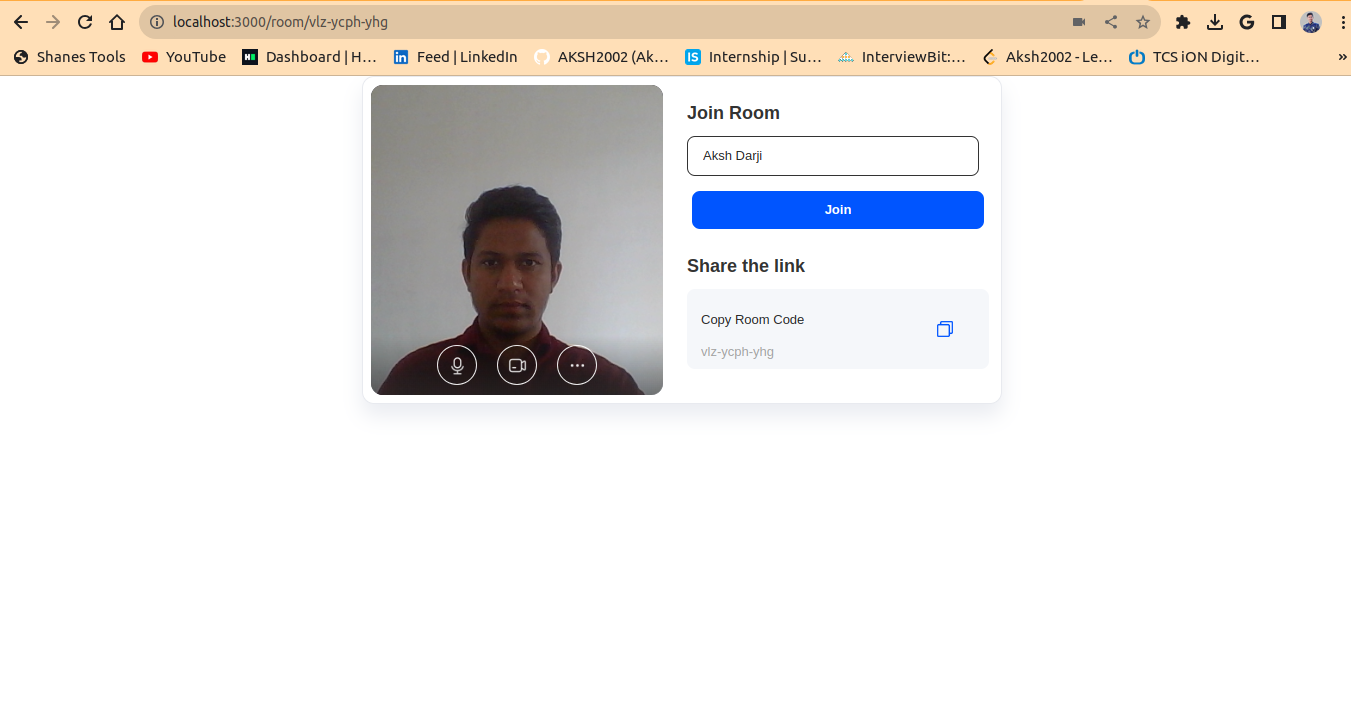 localhost:3000/room/vlz-ycph-yhg
Shanes Tools YouTube Dashboard | H… Feed | LinkedIn AKSH2002 (Ak… Internship | Su… InterviewBit:… Aksh2002 - Le… TCS iON Digit… »
Join Room
Aksh Darji
Join
Share the link
Copy Room Code
vlz-ycph-yhg